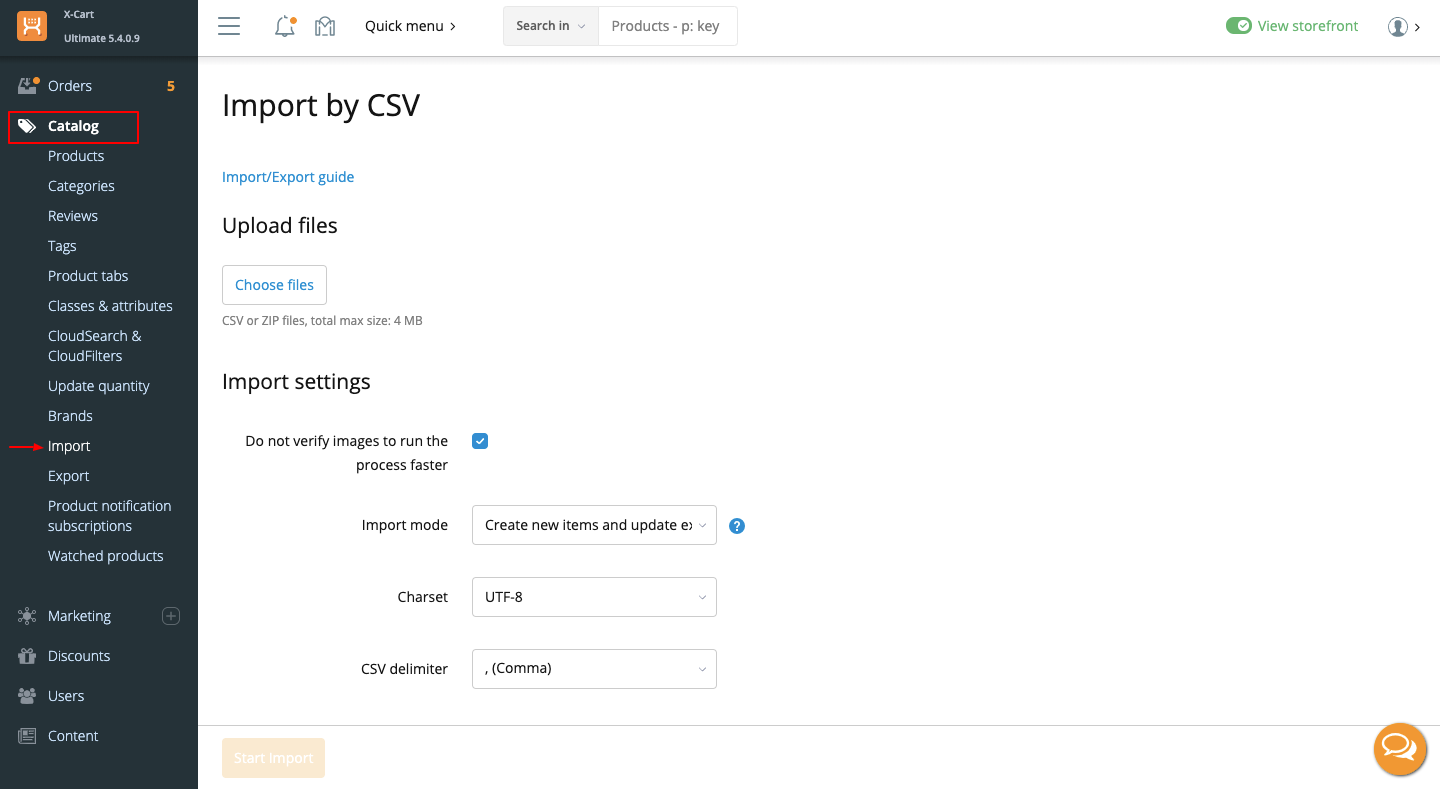 X-Cart
Ultimate 5.4.0.9
Quick menu
Search in
Products - p: key
View storefront
Orders 5
Catalog
Products
Categories
Reviews
Tags
Product tabs
Classes & attributes
CloudSearch &
CloudFilters
Update quantity
Brands
Import
Export
Product notification
subscriptions
Watched products
Marketing
Discounts
Users
Content
Import by CSV
Import/Export guide
Upload files
Choose files
CSV or ZIP files, total max size: 4 MB
Import settings
Do not verify images to run the
process faster
Import mode
Create new items and update ex
?
Charset
UTF-8
CSV delimiter
, (Comma)
Start Import